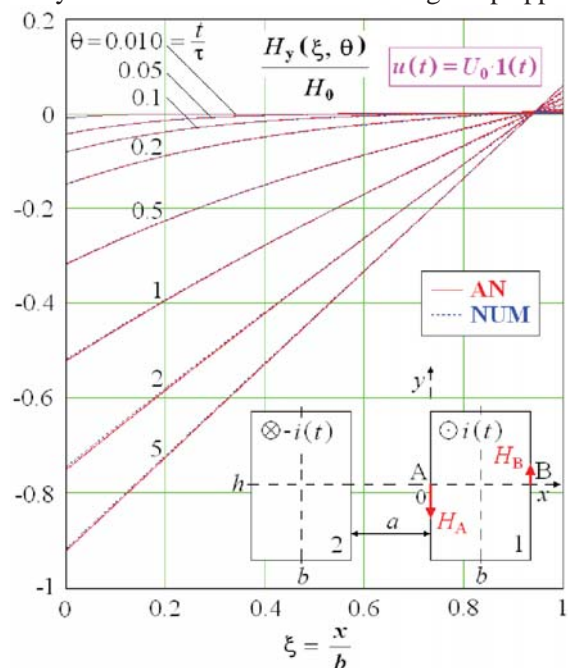 0.2
θ = 0.010 = t/τ
H_y(ξ, θ) / H_0
u(t) = U_0·1(t)
0.05
0.1
0
0.2
-0.2
0.5
1
AN
NUM
-0.4
2
-0.6
y
⊗-i(t)
⊙ i(t)
5
H_B
A
B
-0.8
h
0
x
H_A
a
2
1
b
b
-1
0
0.2
0.4
0.6
0.8
1
ξ = x/b